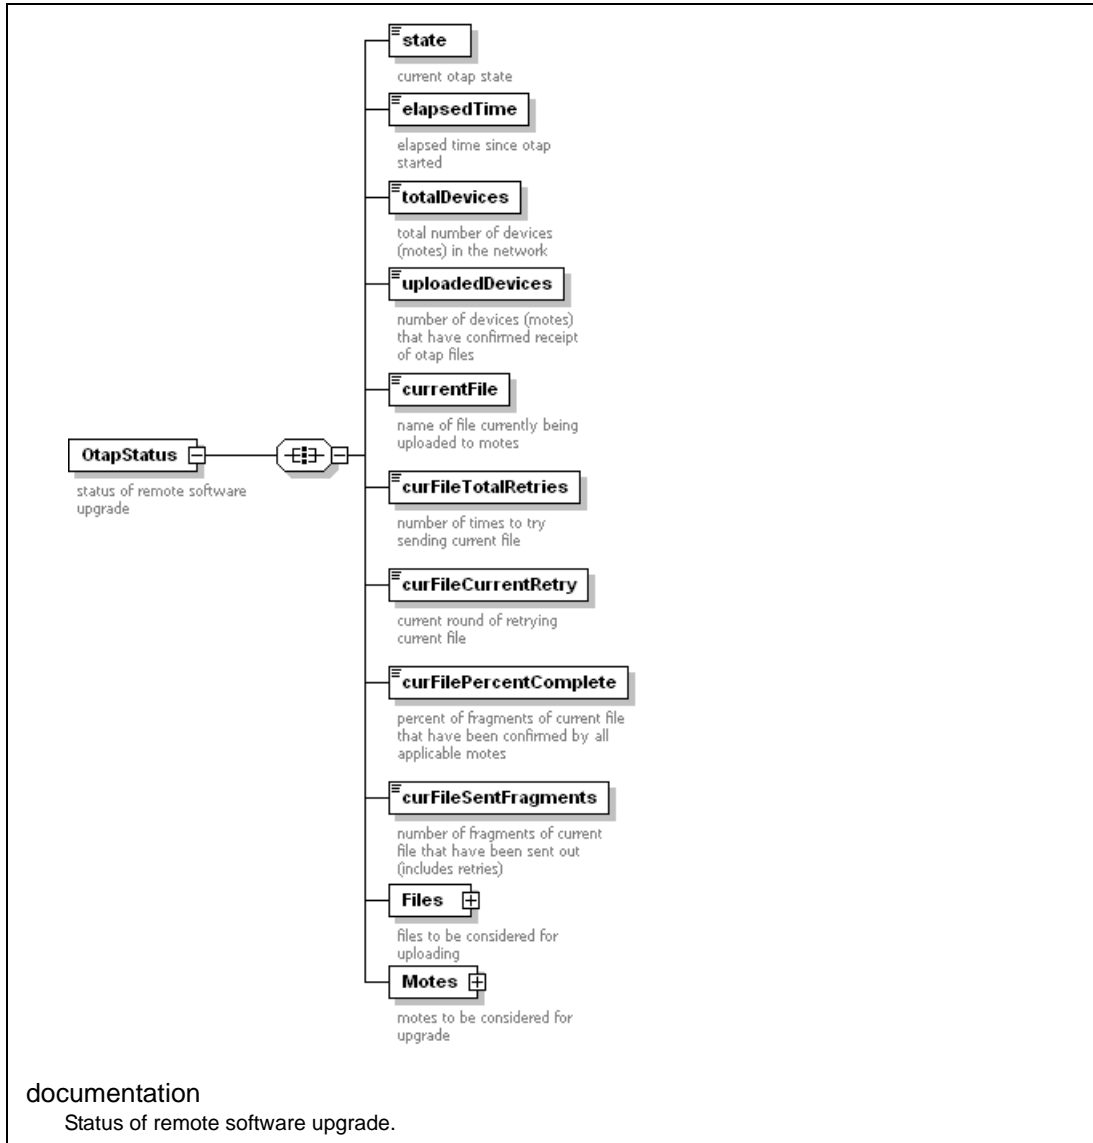 state
current otap state
elapsedTime
elapsed time since otap
started
totalDevices
total number of devices
(motes) in the network
uploadedDevices
number of devices (motes)
that have confirmed receipt
of otap files
currentFile
name of file currently being
uploaded to motes
OtapStatus
status of remote software
upgrade
curFileTotalRetries
number of times to try
sending current file
curFileCurrentRetry
current round of retrying
current file
curFilePercentComplete
percent of fragments of current file
that have been confirmed by all
applicable motes
curFileSentFragments
number of fragments of current
file that have been sent out
(includes retries)
Files
files to be considered for
uploading
Motes
motes to be considered for
upgrade
documentation
Status of remote software upgrade.